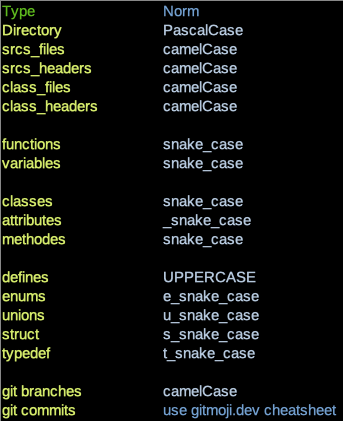 Type Norm
Directory PascalCase
srcs_files camelCase
srcs_headers camelCase
class_files camelCase
class_headers camelCase
functions snake_case
variables snake_case
classes snake_case
attributes _snake_case
methodes snake_case
defines UPPERCASE
enums e_snake_case
unions u_snake_case
struct s_snake_case
typedef t_snake_case
git branches camelCase
git commits use gitmoji.dev cheatsheet